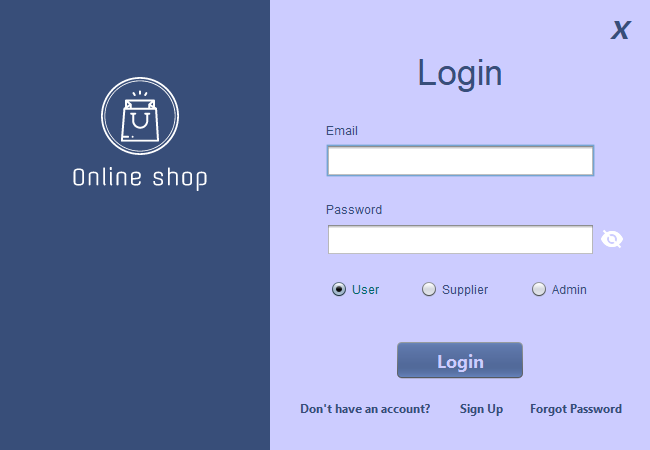 X
Login
Online shop
Email
Password
User Supplier Admin
Login
Don't have an account? Sign Up Forgot Password